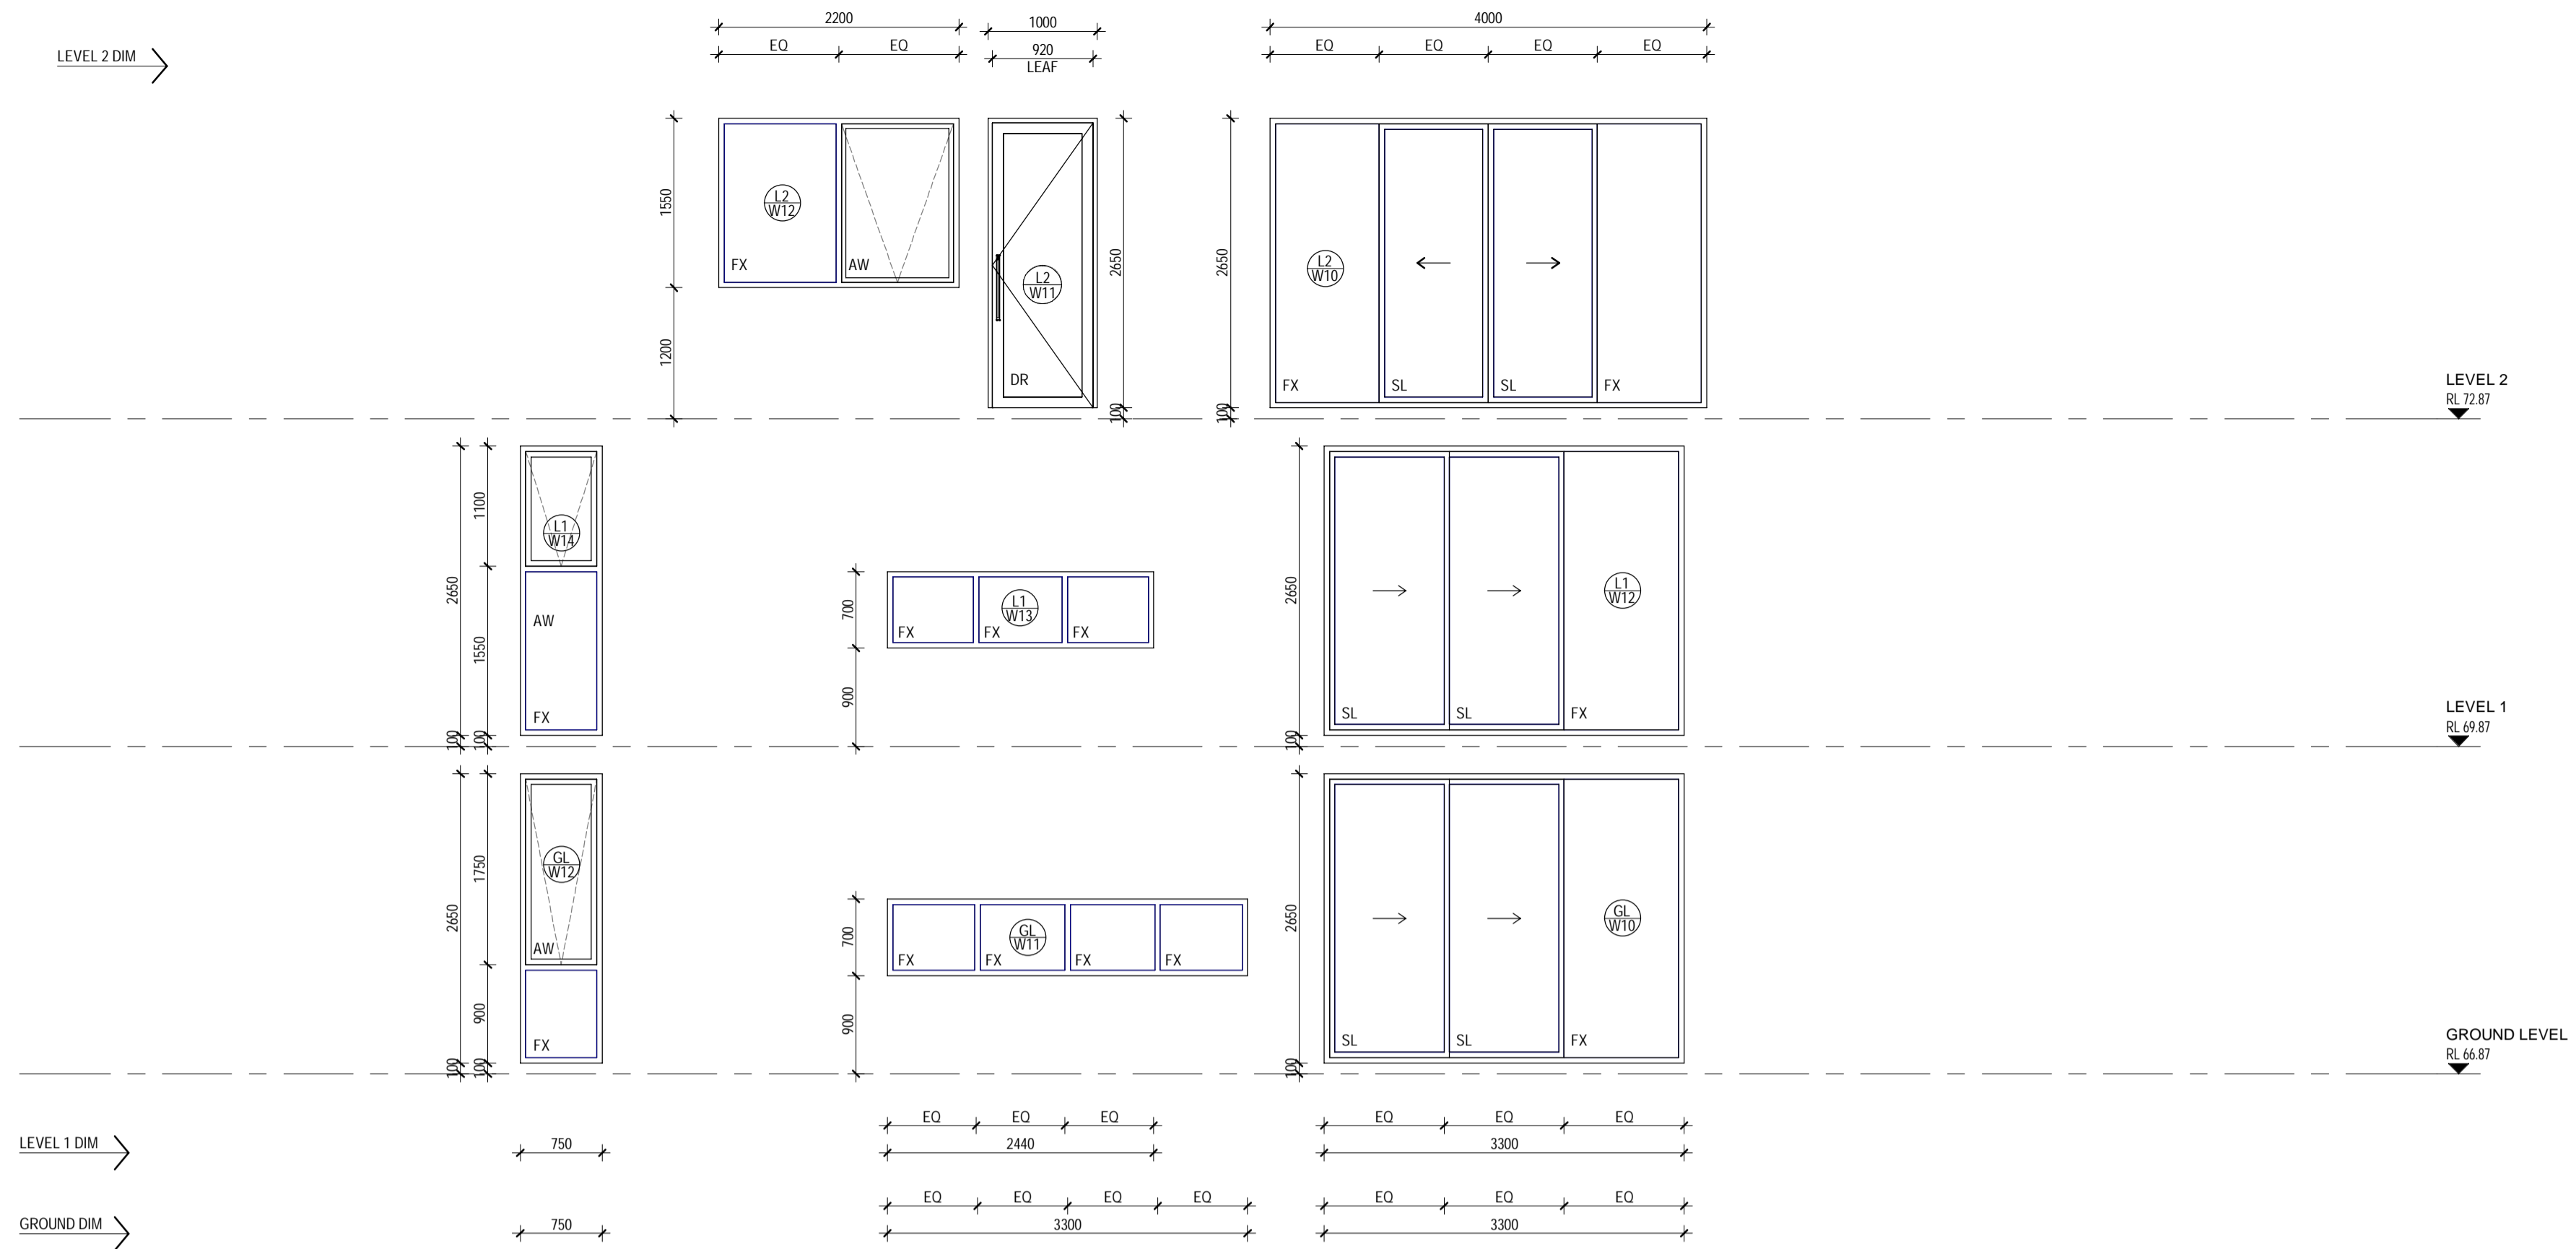 2200
1000
4000
LEVEL 2 DIM
EQ EQ
920
LEAF
EQ EQ EQ EQ
1550
1200
L2
W12
FX
AW
L2
W11
DR
2650
100
2650
100
L2
W10
FX
SL
SL
FX
LEVEL 2
RL 72.87
2650
100
1100
1550
100
L1
W14
AW
FX
700
900
L1
W13
FX
FX
FX
2650
100
L1
W12
SL
SL
FX
LEVEL 1
RL 69.87
2650
100
1750
900
100
GL
W12
AW
FX
700
900
GL
W11
FX
FX
FX
FX
2650
100
GL
W10
SL
SL
FX
GROUND LEVEL
RL 66.87
EQ EQ EQ
EQ EQ EQ
LEVEL 1 DIM
750
2440
3300
EQ EQ EQ EQ
EQ EQ EQ
GROUND DIM
750
3300
3300